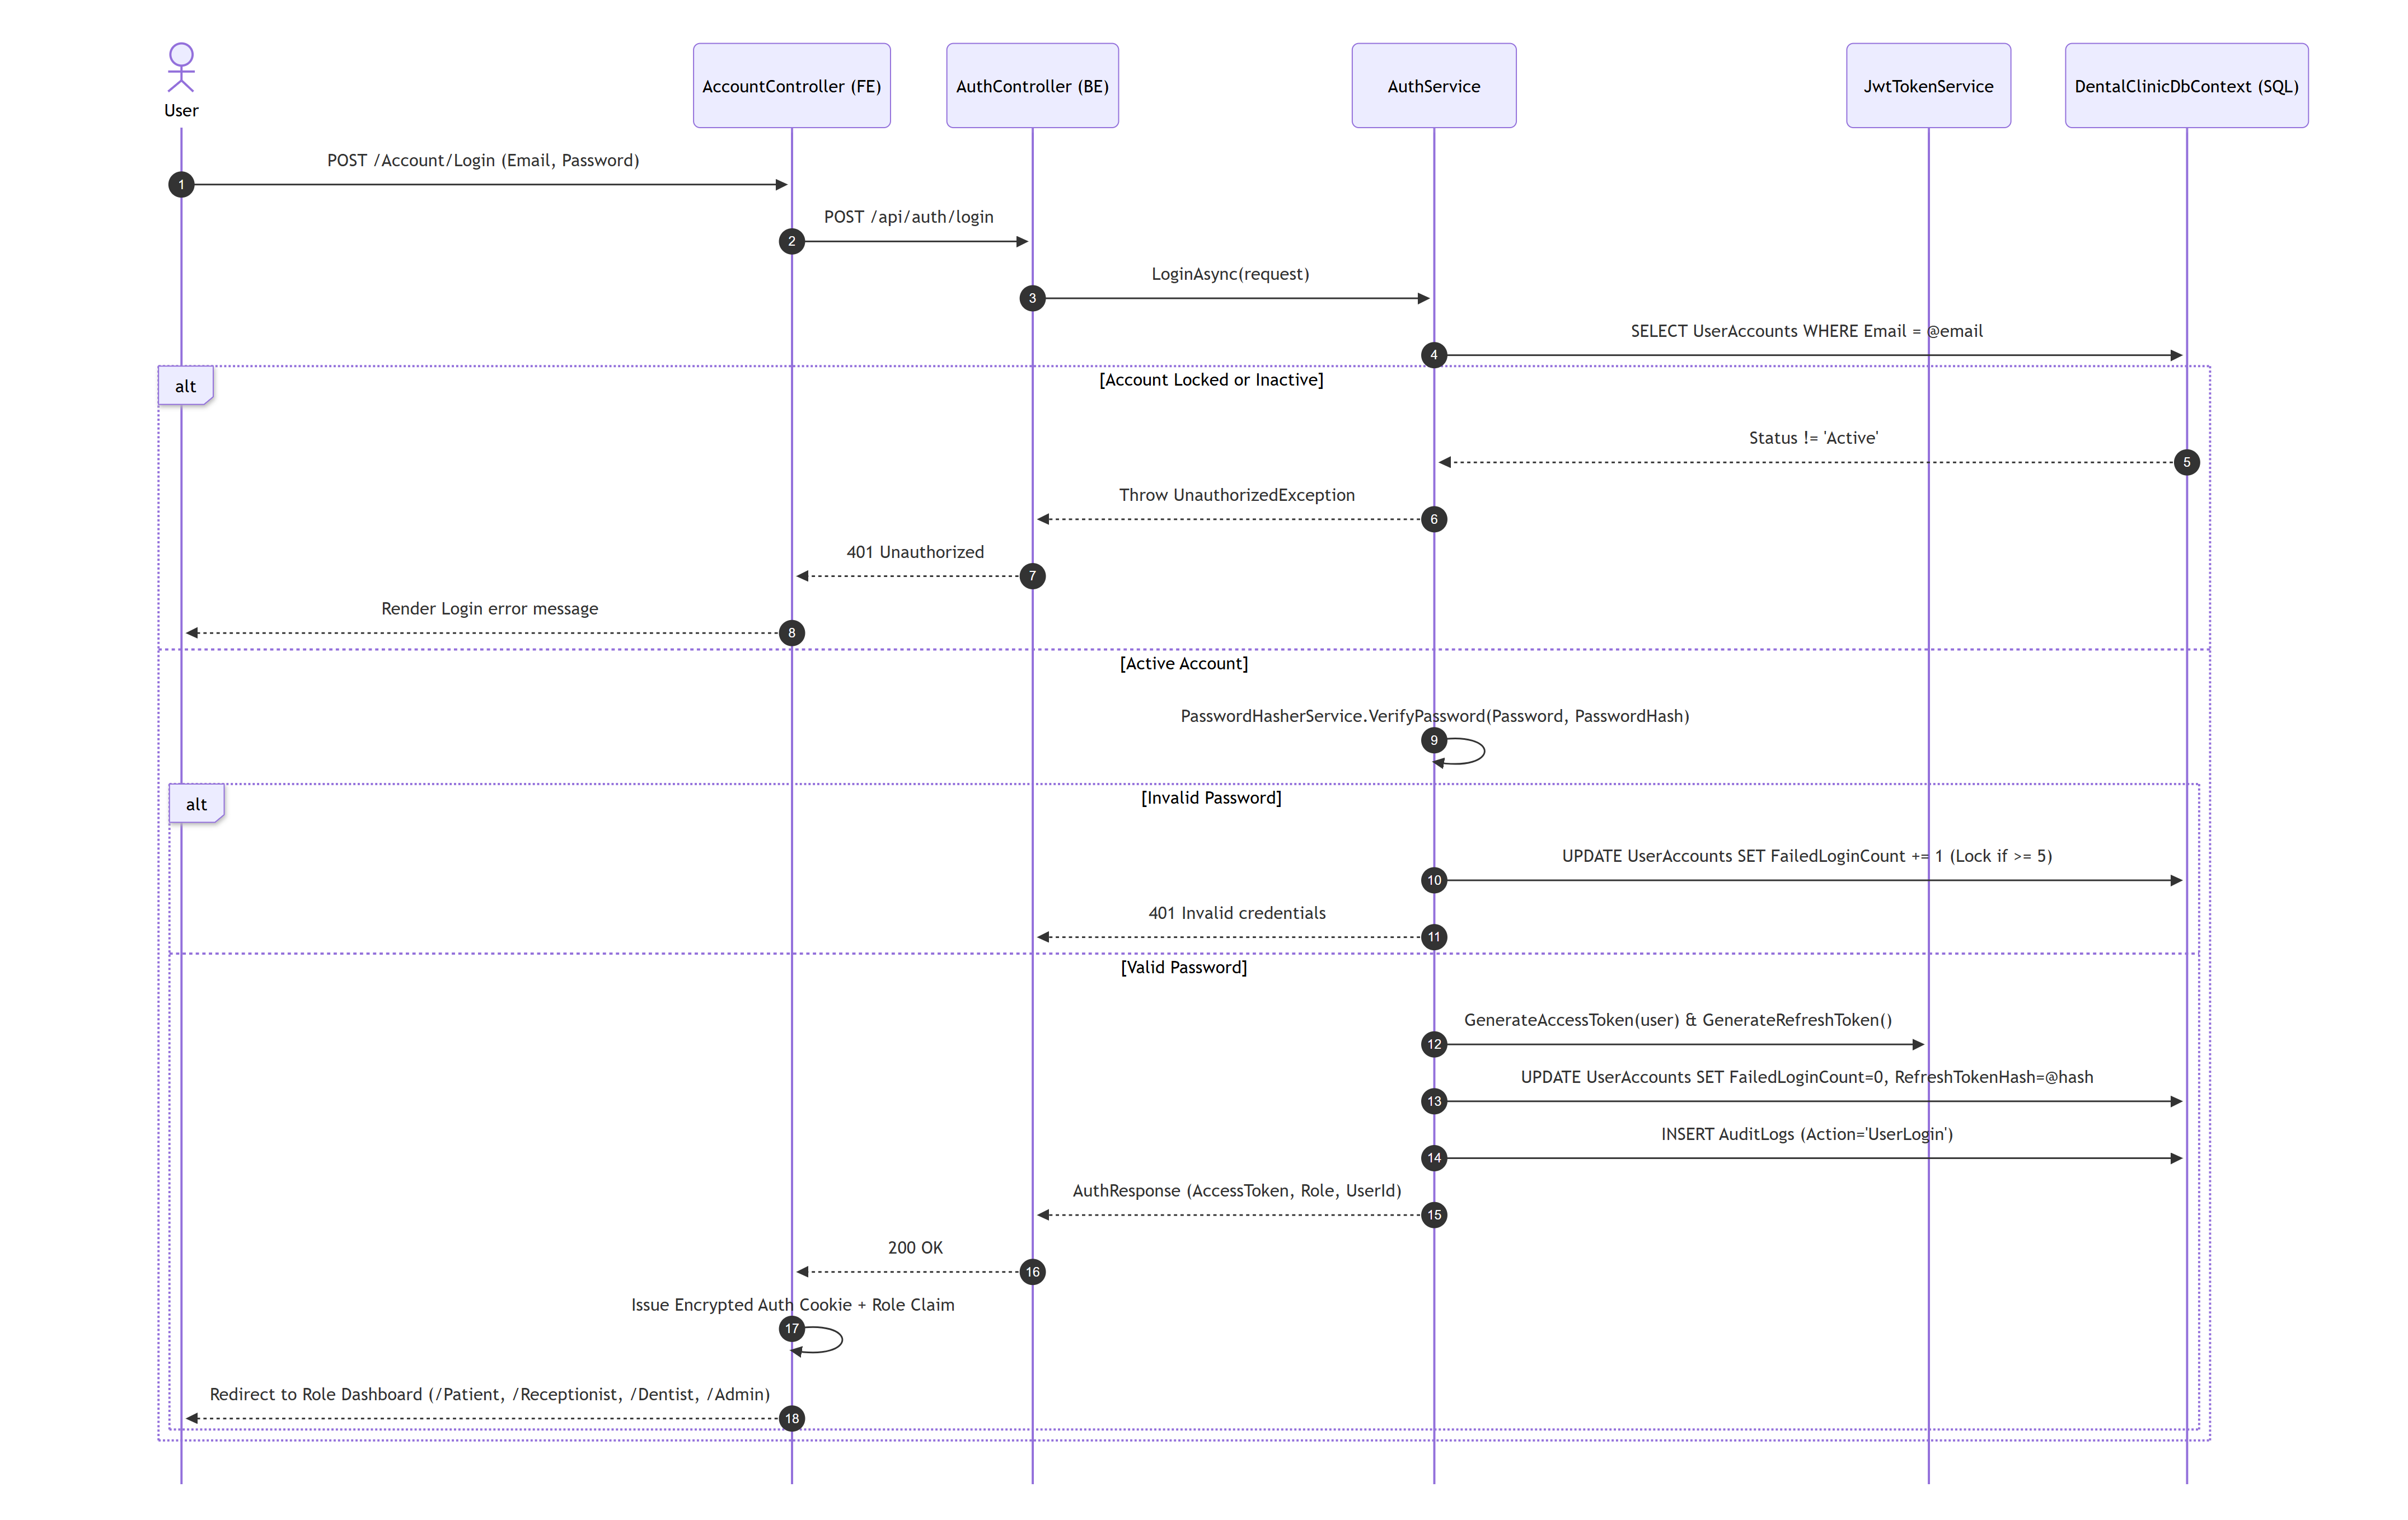 User
AccountController (FE)
AuthController (BE)
AuthService
JwtTokenService
DentalClinicDbContext (SQL)
POST /Account/Login (Email, Password)
1
POST /api/auth/login
2
LoginAsync(request)
3
SELECT UserAccounts WHERE Email = @email
4
alt
[Account Locked or Inactive]
Status != 'Active'
5
Throw UnauthorizedException
6
401 Unauthorized
7
Render Login error message
8
[Active Account]
PasswordHasherService.VerifyPassword(Password, PasswordHash)
9
alt
[Invalid Password]
UPDATE UserAccounts SET FailedLoginCount += 1 (Lock if >= 5)
10
401 Invalid credentials
11
[Valid Password]
GenerateAccessToken(user) & GenerateRefreshToken()
12
UPDATE UserAccounts SET FailedLoginCount=0, RefreshTokenHash=@hash
13
INSERT AuditLogs (Action='UserLogin')
14
AuthResponse (AccessToken, Role, UserId)
15
200 OK
16
Issue Encrypted Auth Cookie + Role Claim
17
Redirect to Role Dashboard (/Patient, /Receptionist, /Dentist, /Admin)
18